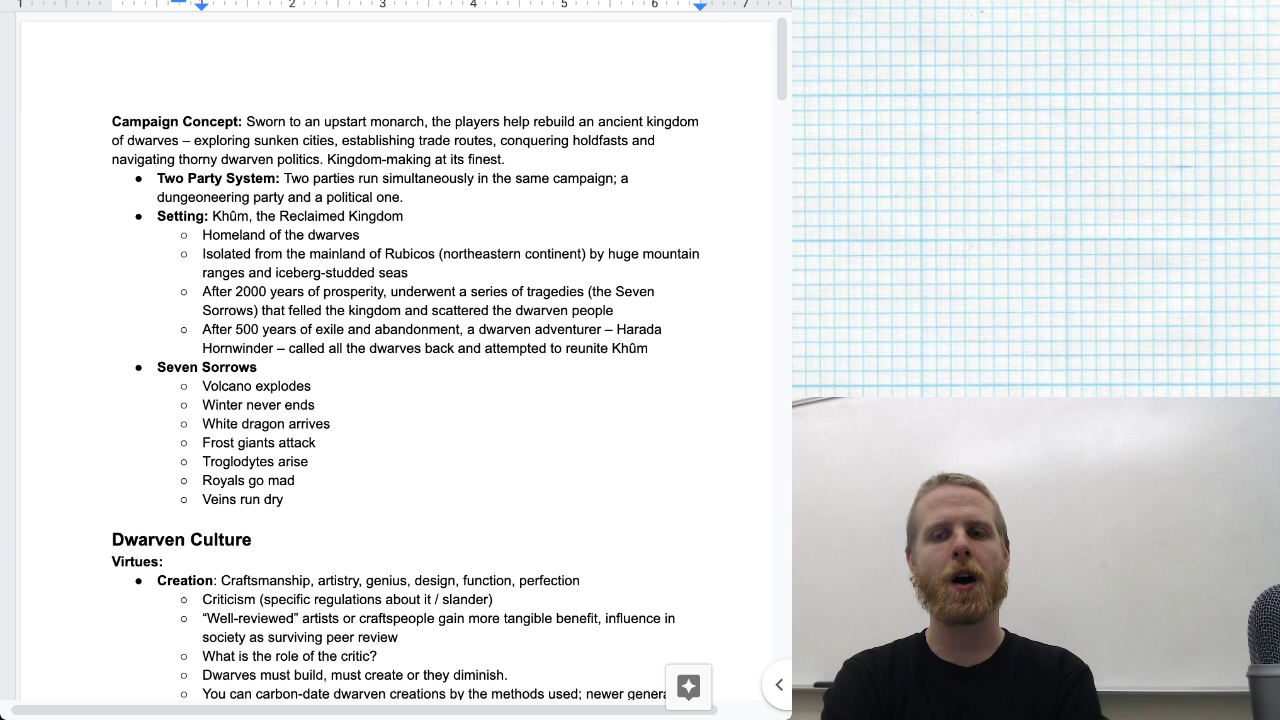 1 2 3 4 5 6 7
Campaign Concept: Sworn to an upstart monarch, the players help rebuild an ancient kingdom
of dwarves – exploring sunken cities, establishing trade routes, conquering holdfasts and
navigating thorny dwarven politics. Kingdom-making at its finest.
● Two Party System: Two parties run simultaneously in the same campaign; a
dungeoneering party and a political one.
● Setting: Khûm, the Reclaimed Kingdom
○ Homeland of the dwarves
○ Isolated from the mainland of Rubicos (northeastern continent) by huge mountain
ranges and iceberg-studded seas
○ After 2000 years of prosperity, underwent a series of tragedies (the Seven
Sorrows) that felled the kingdom and scattered the dwarven people
○ After 500 years of exile and abandonment, a dwarven adventurer – Harada
Hornwinder – called all the dwarves back and attempted to reunite Khûm
● Seven Sorrows
○ Volcano explodes
○ Winter never ends
○ White dragon arrives
○ Frost giants attack
○ Troglodytes arise
○ Royals go mad
○ Veins run dry
Dwarven Culture
Virtues:
● Creation: Craftsmanship, artistry, genius, design, function, perfection
○ Criticism (specific regulations about it / slander)
○ “Well-reviewed” artists or craftspeople gain more tangible benefit, influence in
society as surviving peer review
○ What is the role of the critic?
○ Dwarves must build, must create or they diminish.
○ You can carbon-date dwarven creations by the methods used; newer